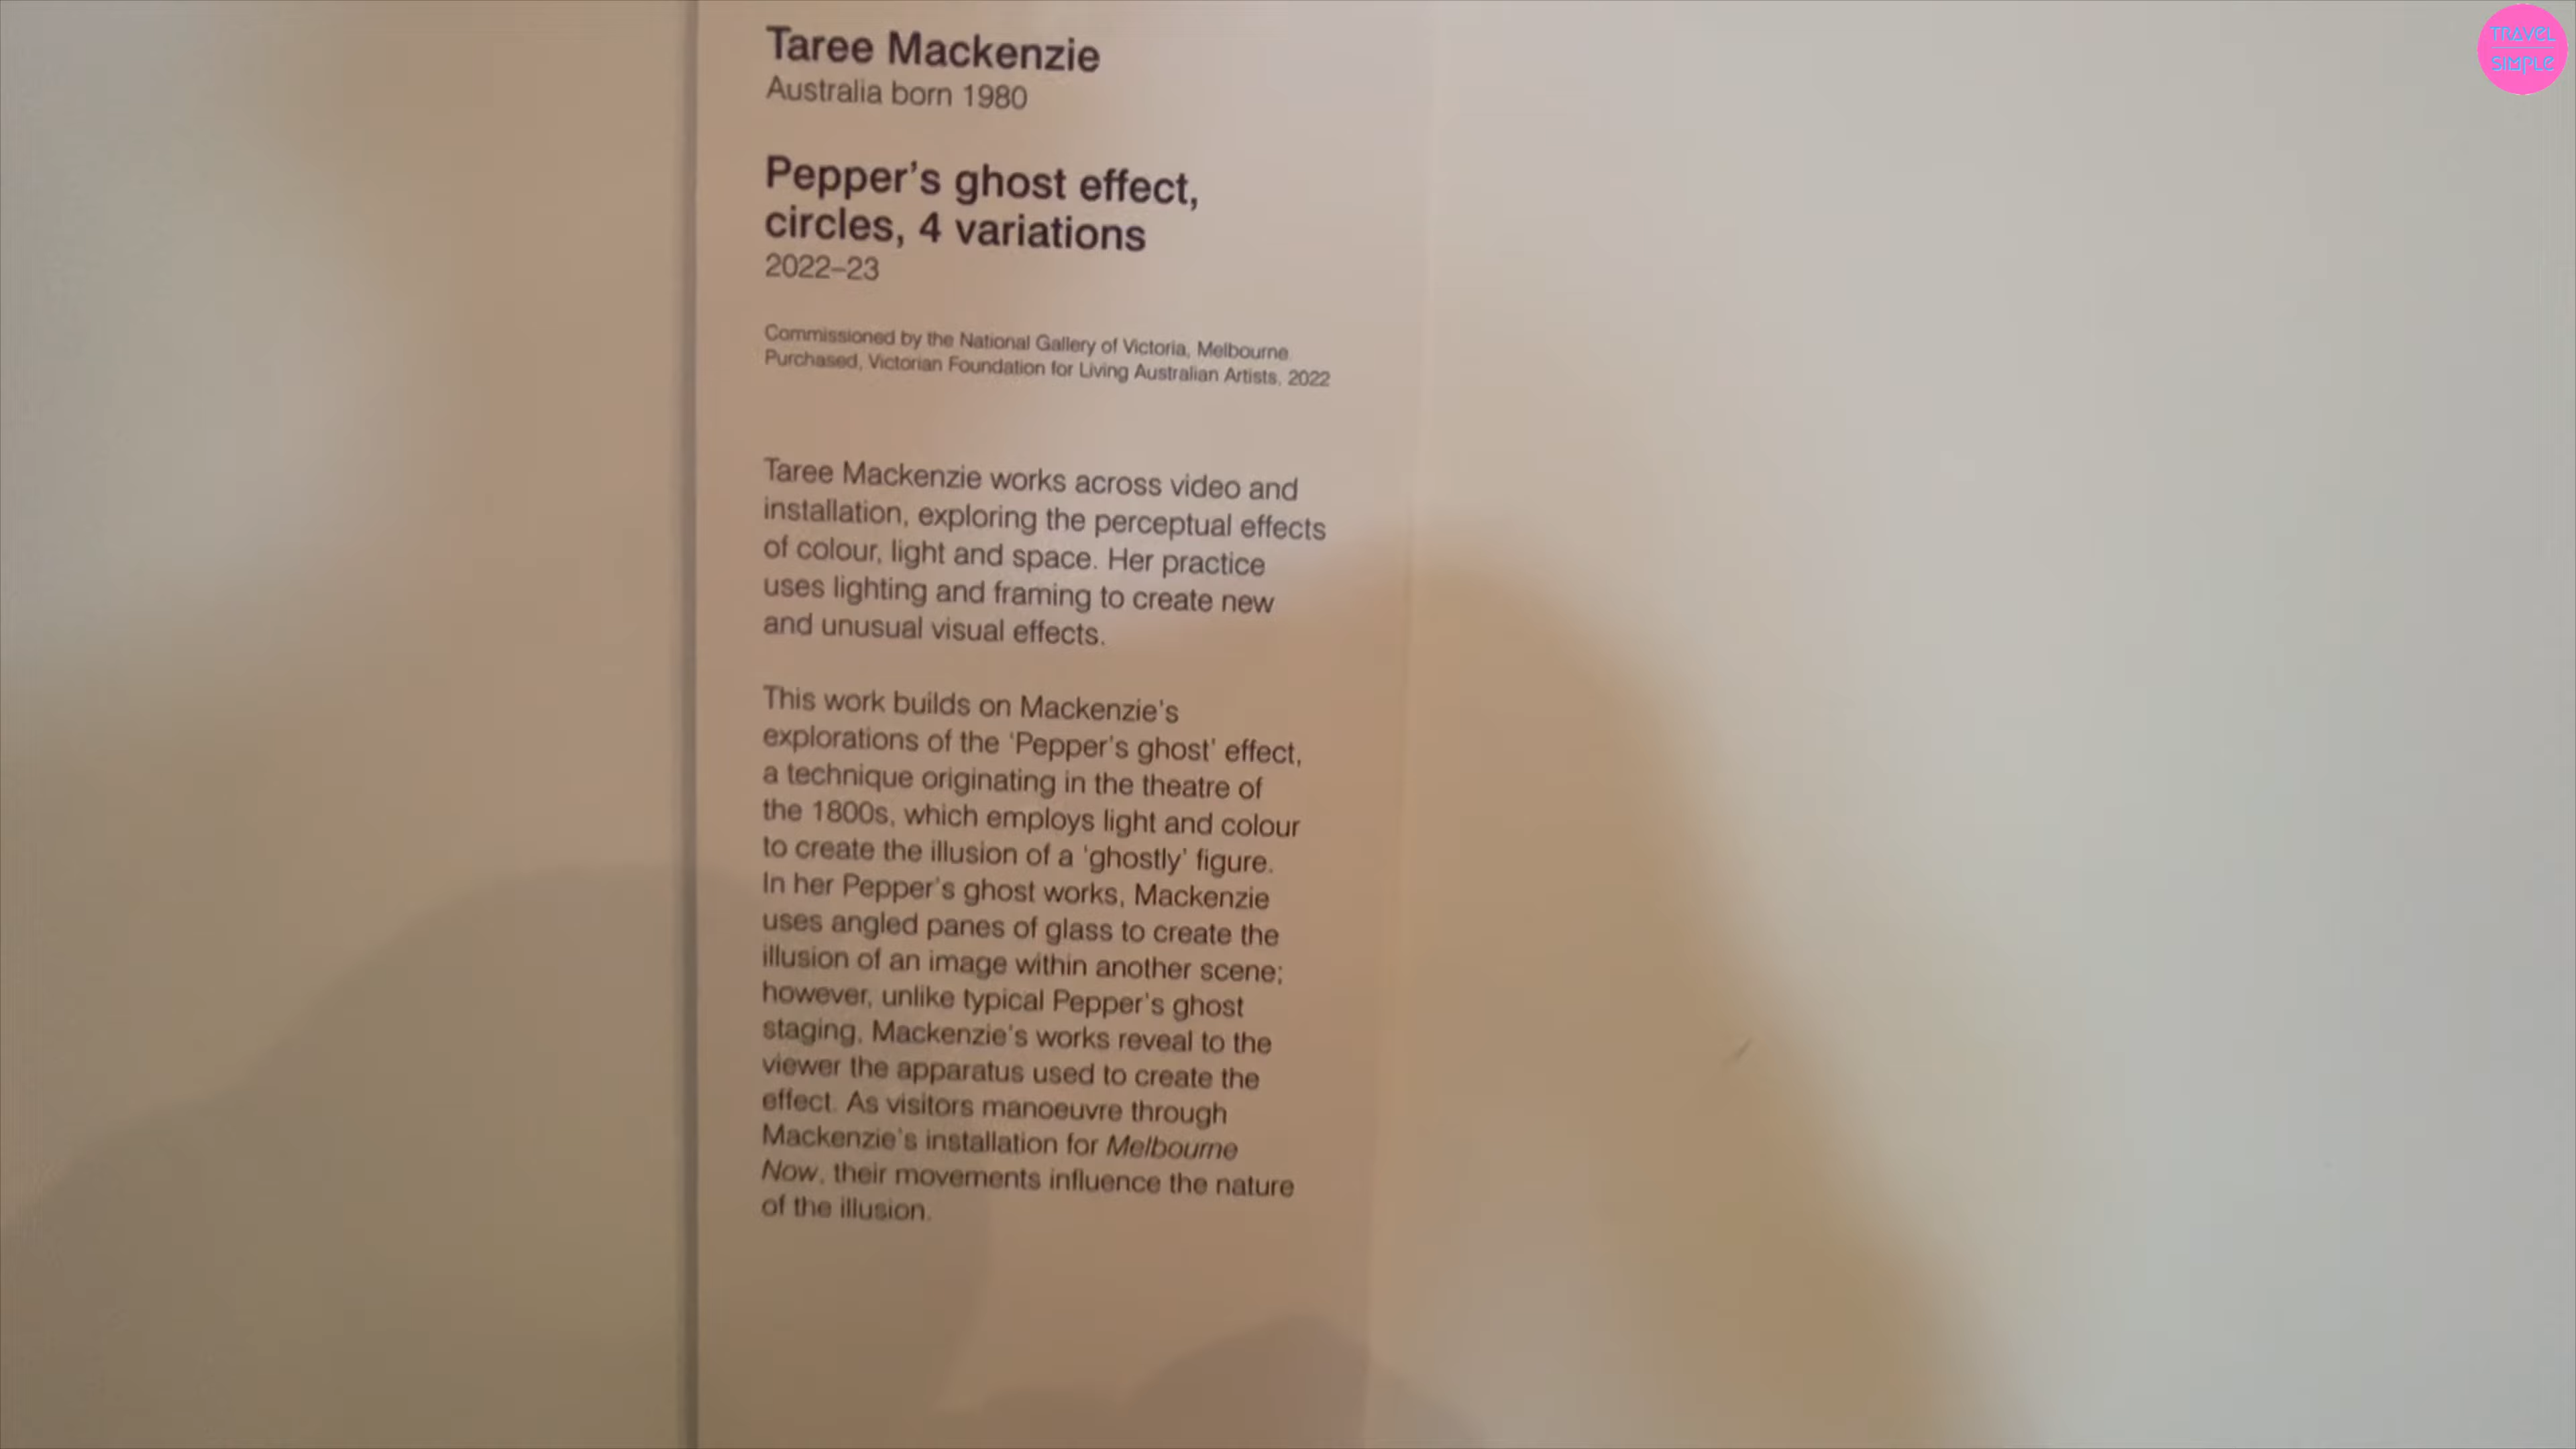 Taree Mackenzie
Australia born 1980
Pepper's ghost effect,
circles, 4 variations
2022–23
Commissioned by the National Gallery of Victoria, Melbourne
Purchased, Victorian Foundation for Living Australian Artists, 2022
Taree Mackenzie works across video and
installation, exploring the perceptual effects
of colour, light and space. Her practice
uses lighting and framing to create new
and unusual visual effects.
This work builds on Mackenzie's
explorations of the ‘Pepper's ghost’ effect,
a technique originating in the theatre of
the 1800s, which employs light and colour
to create the illusion of a ‘ghostly’ figure.
In her Pepper's ghost works, Mackenzie
uses angled panes of glass to create the
illusion of an image within another scene;
however, unlike typical Pepper's ghost
staging, Mackenzie's works reveal to the
viewer the apparatus used to create the
effect. As visitors manoeuvre through
Mackenzie's installation for Melbourne
Now, their movements influence the nature
of the illusion.
TRAVEL
SIMPLE